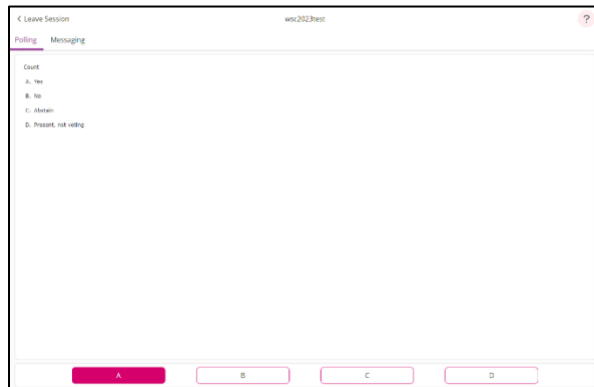 < Leave Session
wsc2023test
?
Polling Messaging
Count
A. Yes
B. No
C. Abstain
D. Present, not voting
A B C D